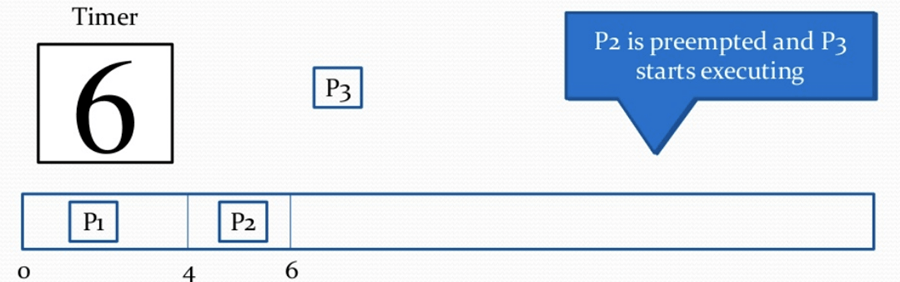 Timer
6
P3
P2 is preempted and P3
starts executing
P1
P2
0
4
6